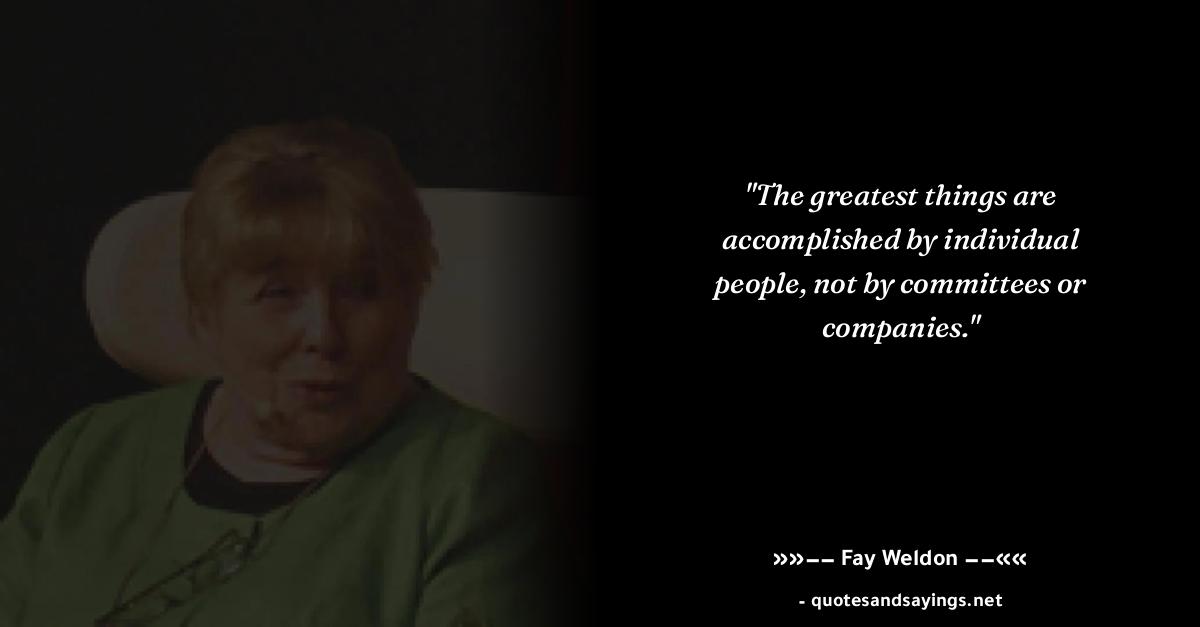 "The greatest things are
accomplished by individual
people, not by committees or
companies."
»»−− Fay Weldon −−««
- quotesandsayings.net